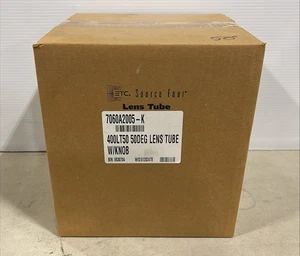 ETC. Source Four
Lens Tube
7060A2005-K
400LT50 50DEG LENS TUBE
W/KNOB